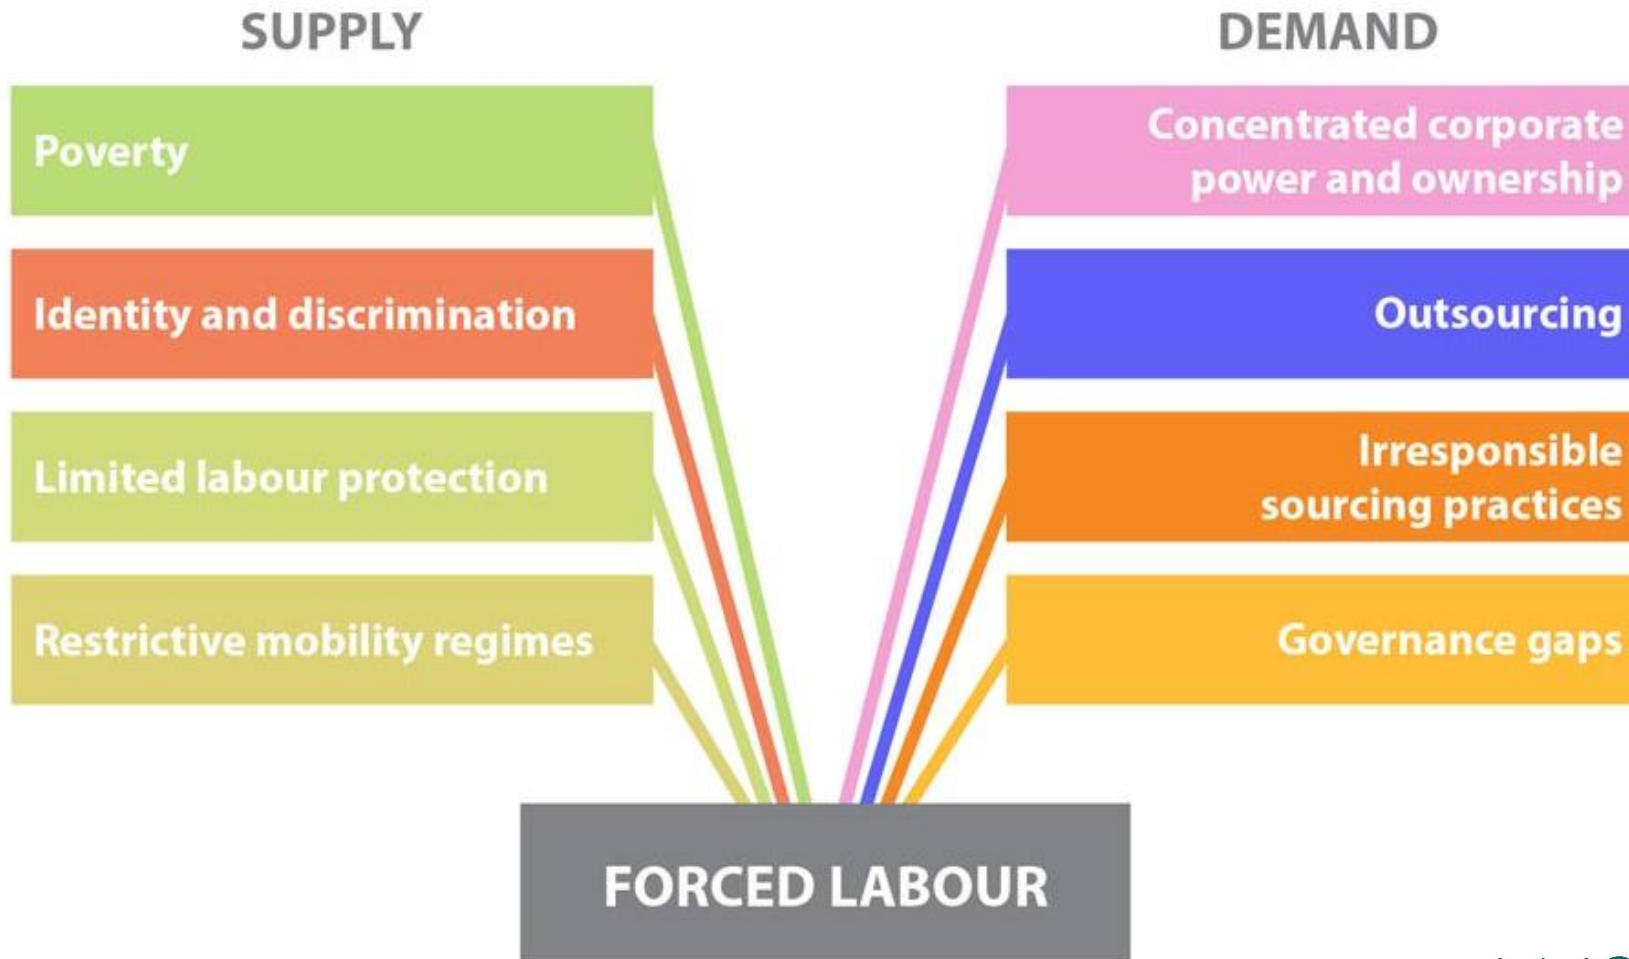 SUPPLY
Poverty
Identity and discrimination
Limited labour protection
Restrictive mobility regimes
DEMAND
Concentrated corporate
power and ownership
Outsourcing
Irresponsible
sourcing practices
Governance gaps
FORCED LABOUR